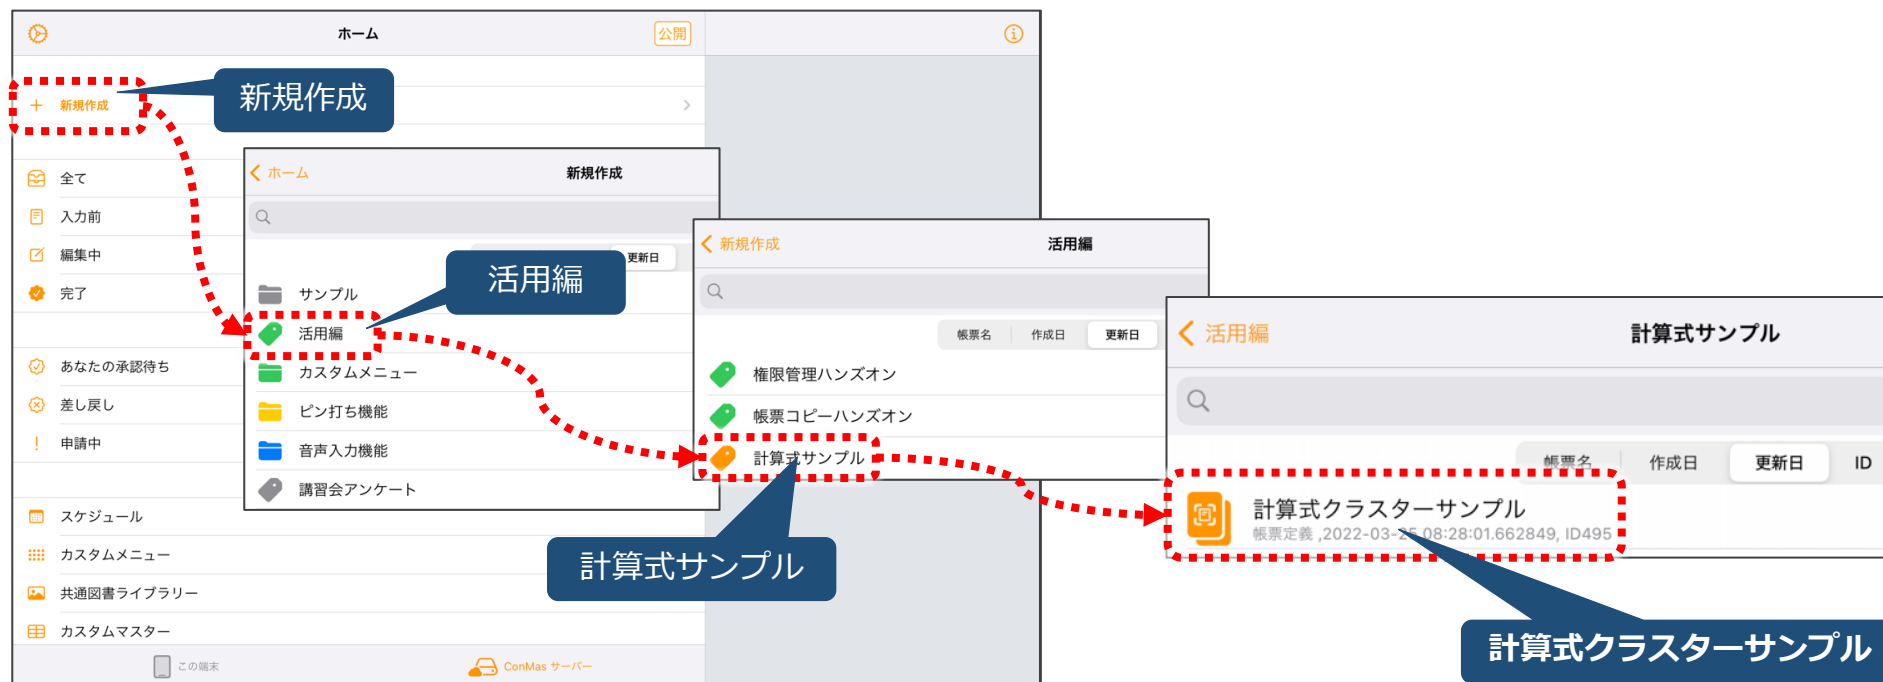 ホーム
公開
新規作成
新規作成
全て
入力前
編集中
完了
あなたの承認待ち
差し戻し
申請中
スケジュール
カスタムメニュー
共通図書ライブラリー
カスタムマスター
この端末
ConMas サーバー
ホーム
新規作成
更新日
サンプル
活用編
活用編
カスタムメニュー
ピン打ち機能
音声入力機能
講習会アンケート
新規作成
活用編
帳票名 作成日 更新日
権限管理ハンズオン
帳票コピーハンズオン
計算式サンプル
計算式サンプル
活用編
計算式サンプル
帳票名 作成日 更新日 ID
計算式クラスターサンプル
帳票定義 ,2022-03-25 08:28:01.662849, ID495
計算式クラスターサンプル